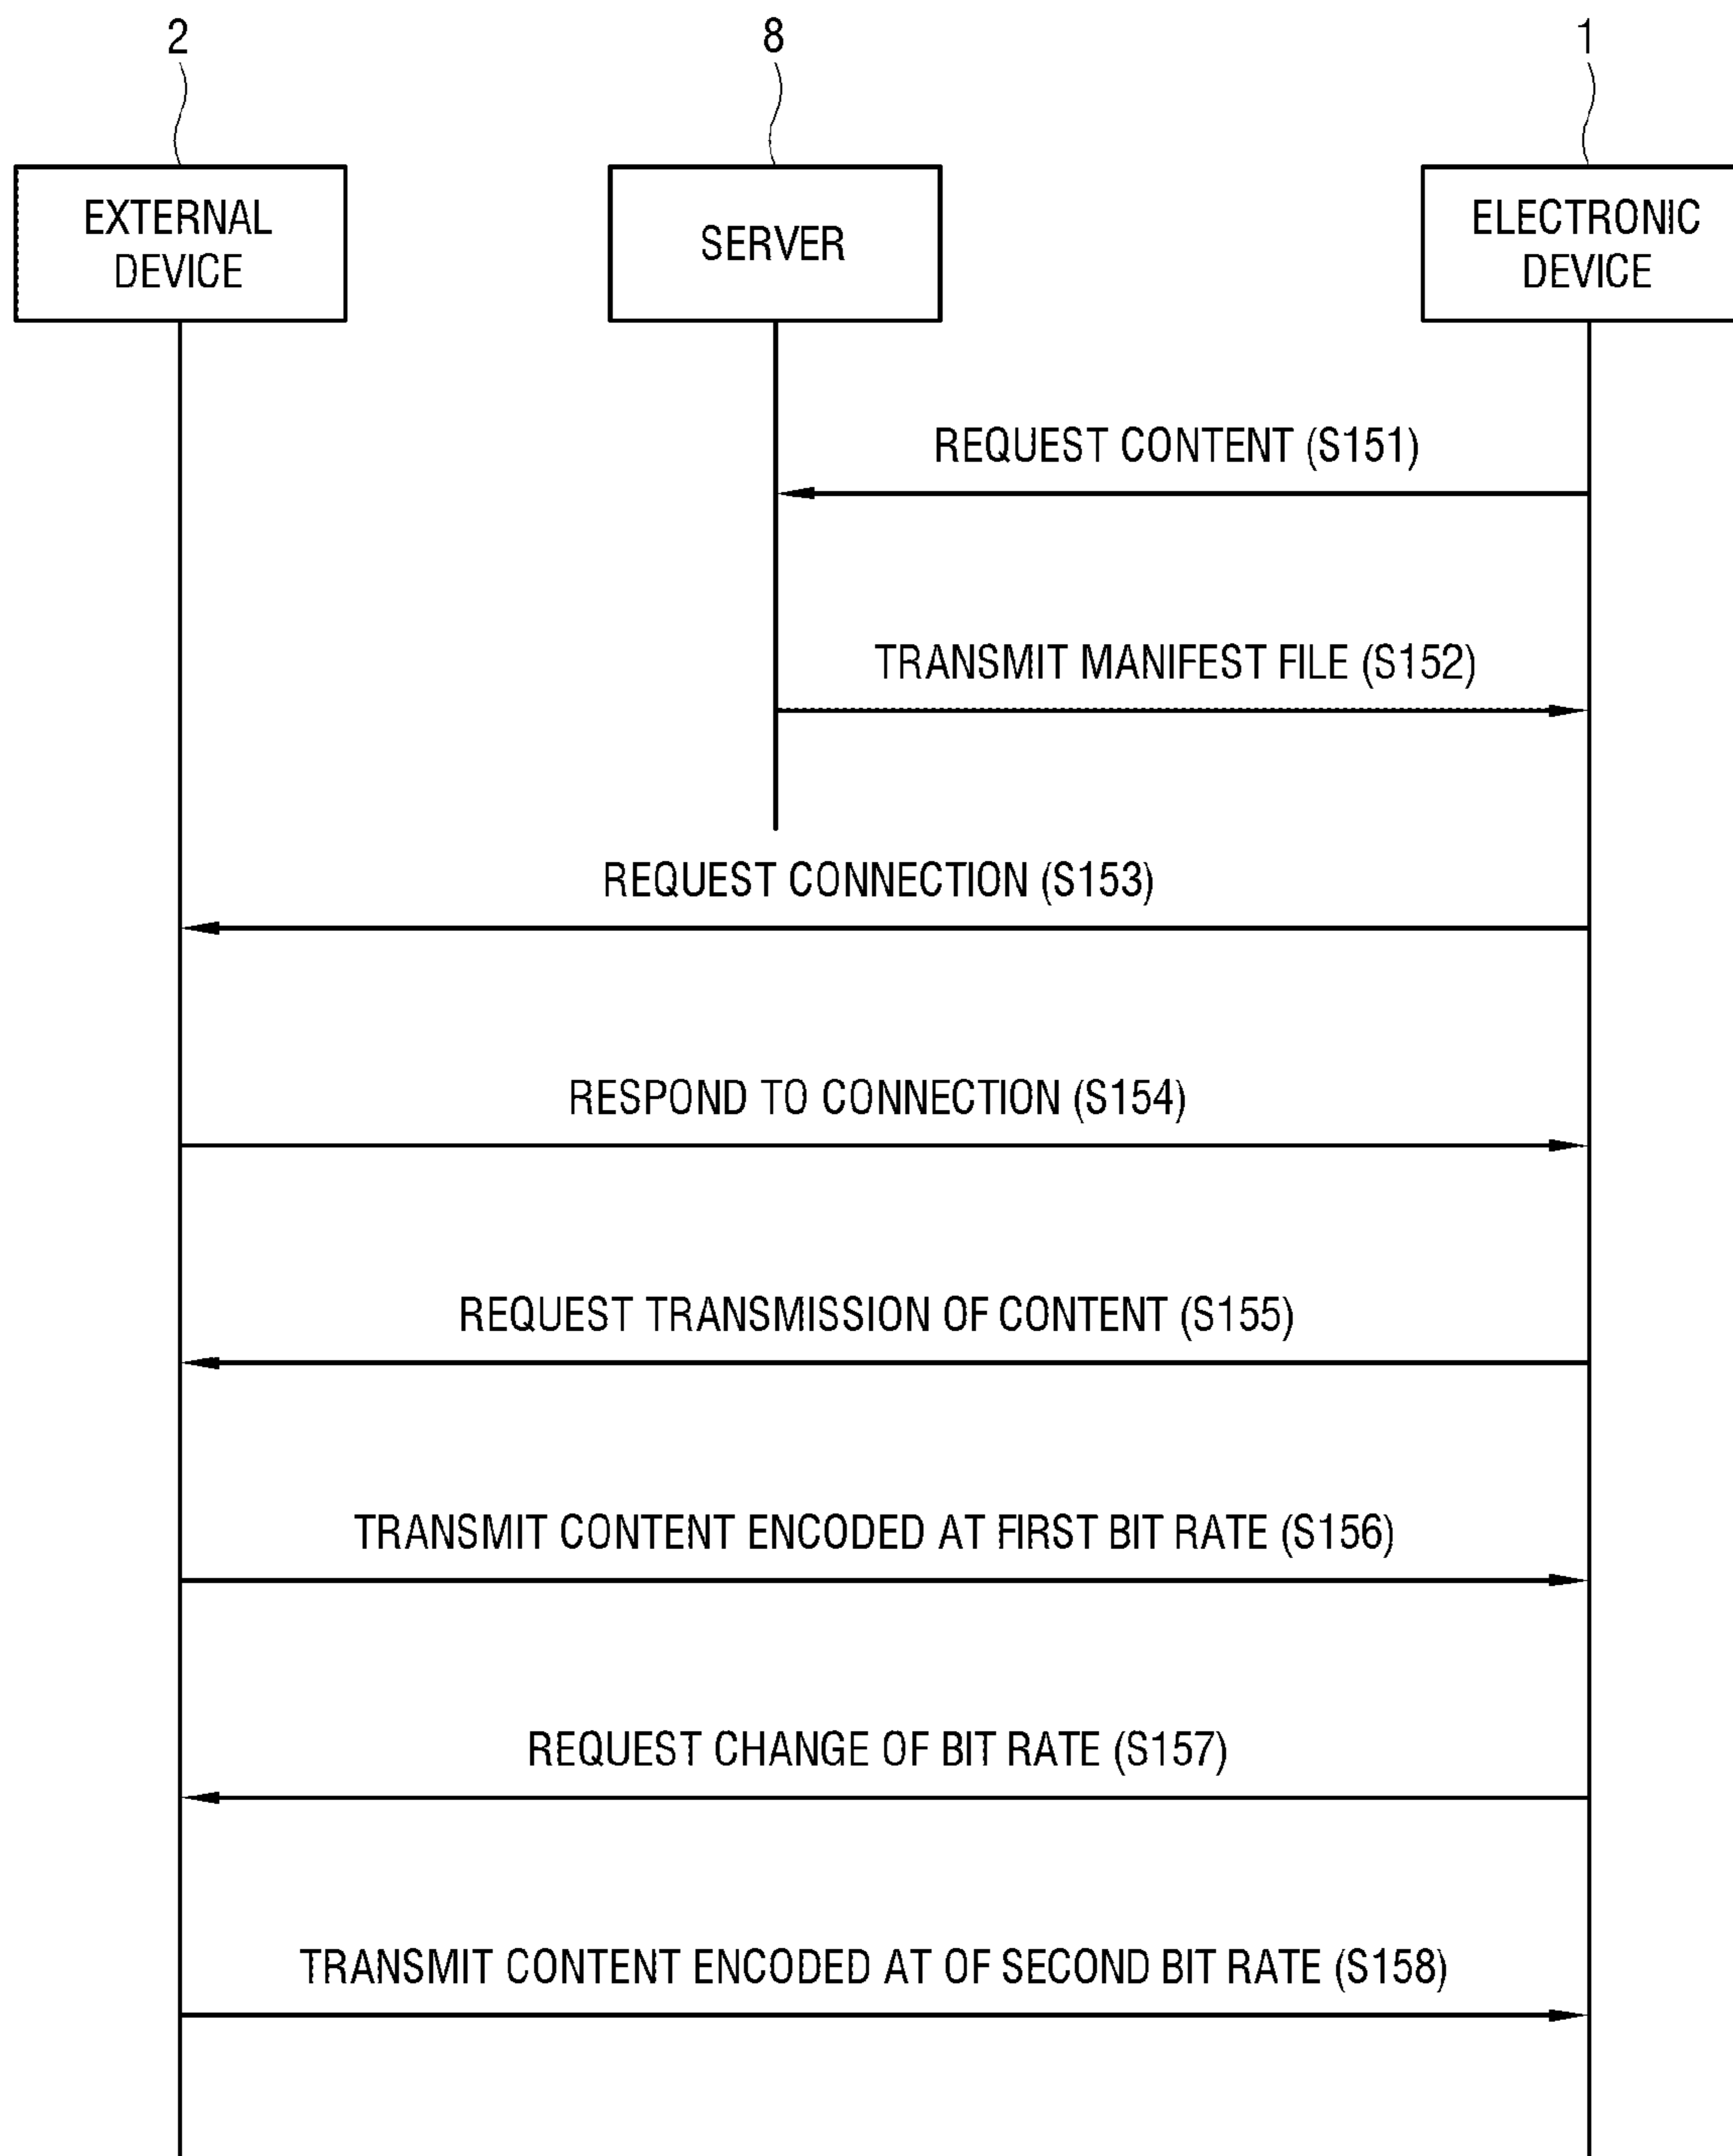 2
8
1
EXTERNAL
DEVICE
SERVER
ELECTRONIC
DEVICE
REQUEST CONTENT (S151)
TRANSMIT MANIFEST FILE (S152)
REQUEST CONNECTION (S153)
RESPOND TO CONNECTION (S154)
REQUEST TRANSMISSION OF CONTENT (S155)
TRANSMIT CONTENT ENCODED AT FIRST BIT RATE (S156)
REQUEST CHANGE OF BIT RATE (S157)
TRANSMIT CONTENT ENCODED AT OF SECOND BIT RATE (S158)